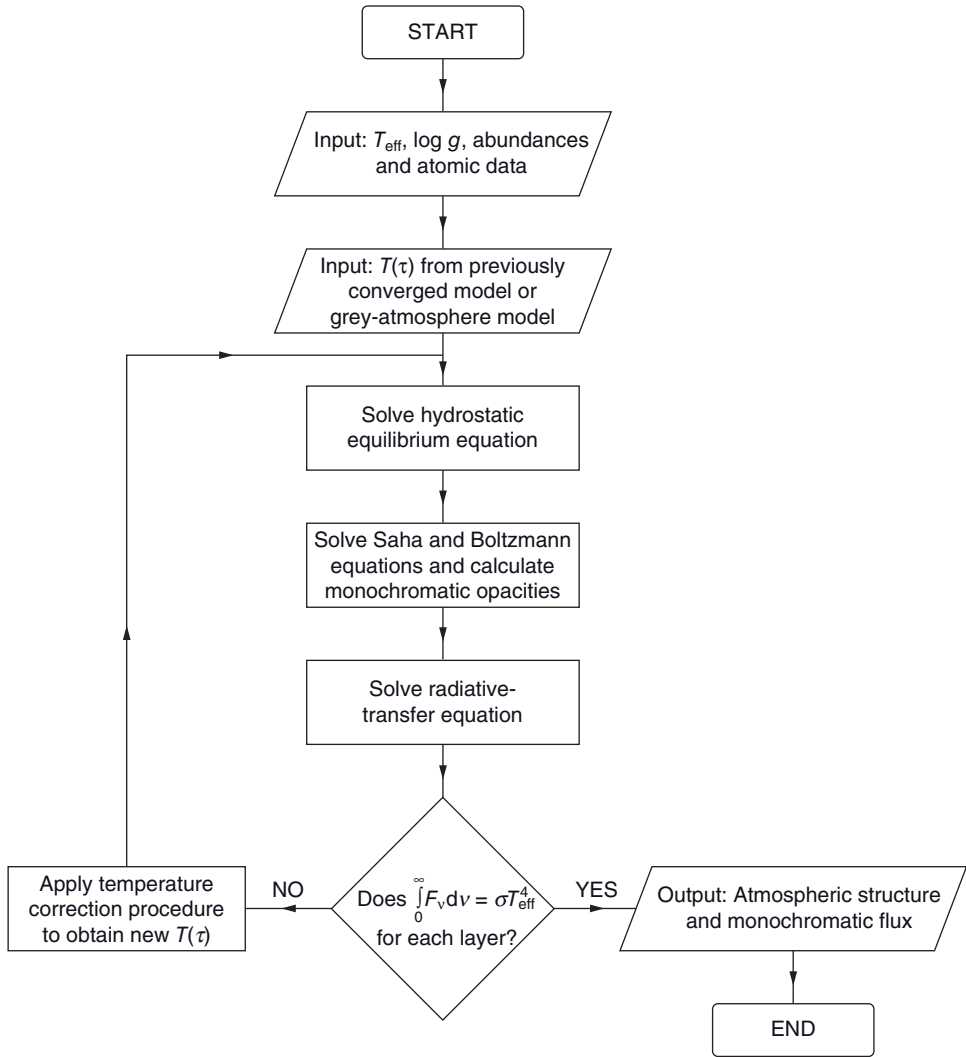 START
Input: T_eff, log g, abundances
and atomic data
Input: T(τ) from previously
converged model or
grey-atmosphere model
Solve hydrostatic
equilibrium equation
Solve Saha and Boltzmann
equations and calculate
monochromatic opacities
Solve radiative-
transfer equation
Does ∫₀^∞ F_ν dν = σT_eff^4
for each layer?
NO
Apply temperature
correction procedure
to obtain new T(τ)
YES
Output: Atmospheric structure
and monochromatic flux
END